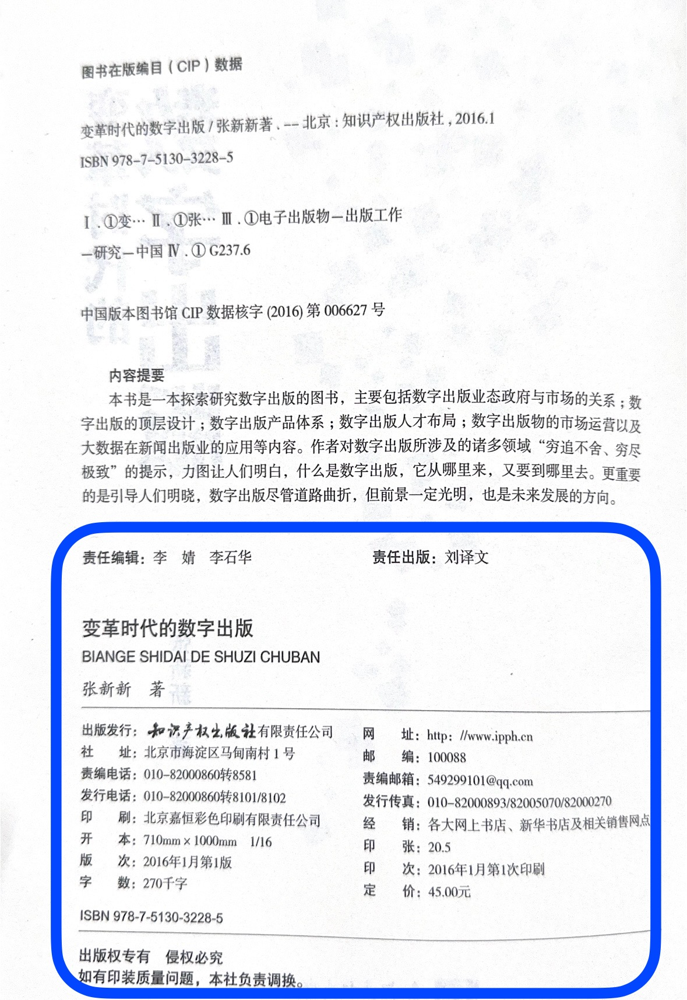 图书在版编目（CIP）数据
变革时代的数字出版 / 张新新著 . -- 北京 : 知识产权出版社 , 2016.1
ISBN 978-7-5130-3228-5
Ⅰ . ①变… Ⅱ . ①张… Ⅲ . ①电子出版物－出版工作
－研究－中国 Ⅳ . ① G237.6
中国版本图书馆 CIP 数据核字 (2016) 第 006627 号
内容提要
本书是一本探索研究数字出版的图书，主要包括数字出版业态政府与市场的关系；数
字出版的顶层设计；数字出版产品体系；数字出版人才布局；数字出版物的市场运营以及
大数据在新闻出版业的应用等内容。作者对数字出版所涉及的诸多领域“穷追不舍、穷尽
极致”的提示，力图让人们明白，什么是数字出版，它从哪里来，又要到哪里去。更重要
的是引导人们明晓，数字出版尽管道路曲折，但前景一定光明，也是未来发展的方向。
责任编辑：李　婧　李石华　责任出版：刘译文
变革时代的数字出版
BIANGE SHIDAI DE SHUZI CHUBAN
张新新　著
出版发行：知识产权出版社有限责任公司　网　　址：http：//www.ipph.cn
社　　址：北京市海淀区马甸南村 1 号　邮　　编：100088
责编电话：010-82000860转8581　责编邮箱：549299101@qq.com
发行电话：010-82000860转8101/8102　发行传真：010-82000893/82005070/82000270
印　　刷：北京嘉恒彩色印刷有限责任公司　经　　销：各大网上书店、新华书店及相关销售网点
开　　本：710mm×1000mm　1/16　印　　张：20.5
版　　次：2016年1月第1版　印　　次：2016年1月第1次印刷
字　　数：270千字　定　　价：45.00元
ISBN 978-7-5130-3228-5
出版权专有　侵权必究
如有印装质量问题，本社负责调换。